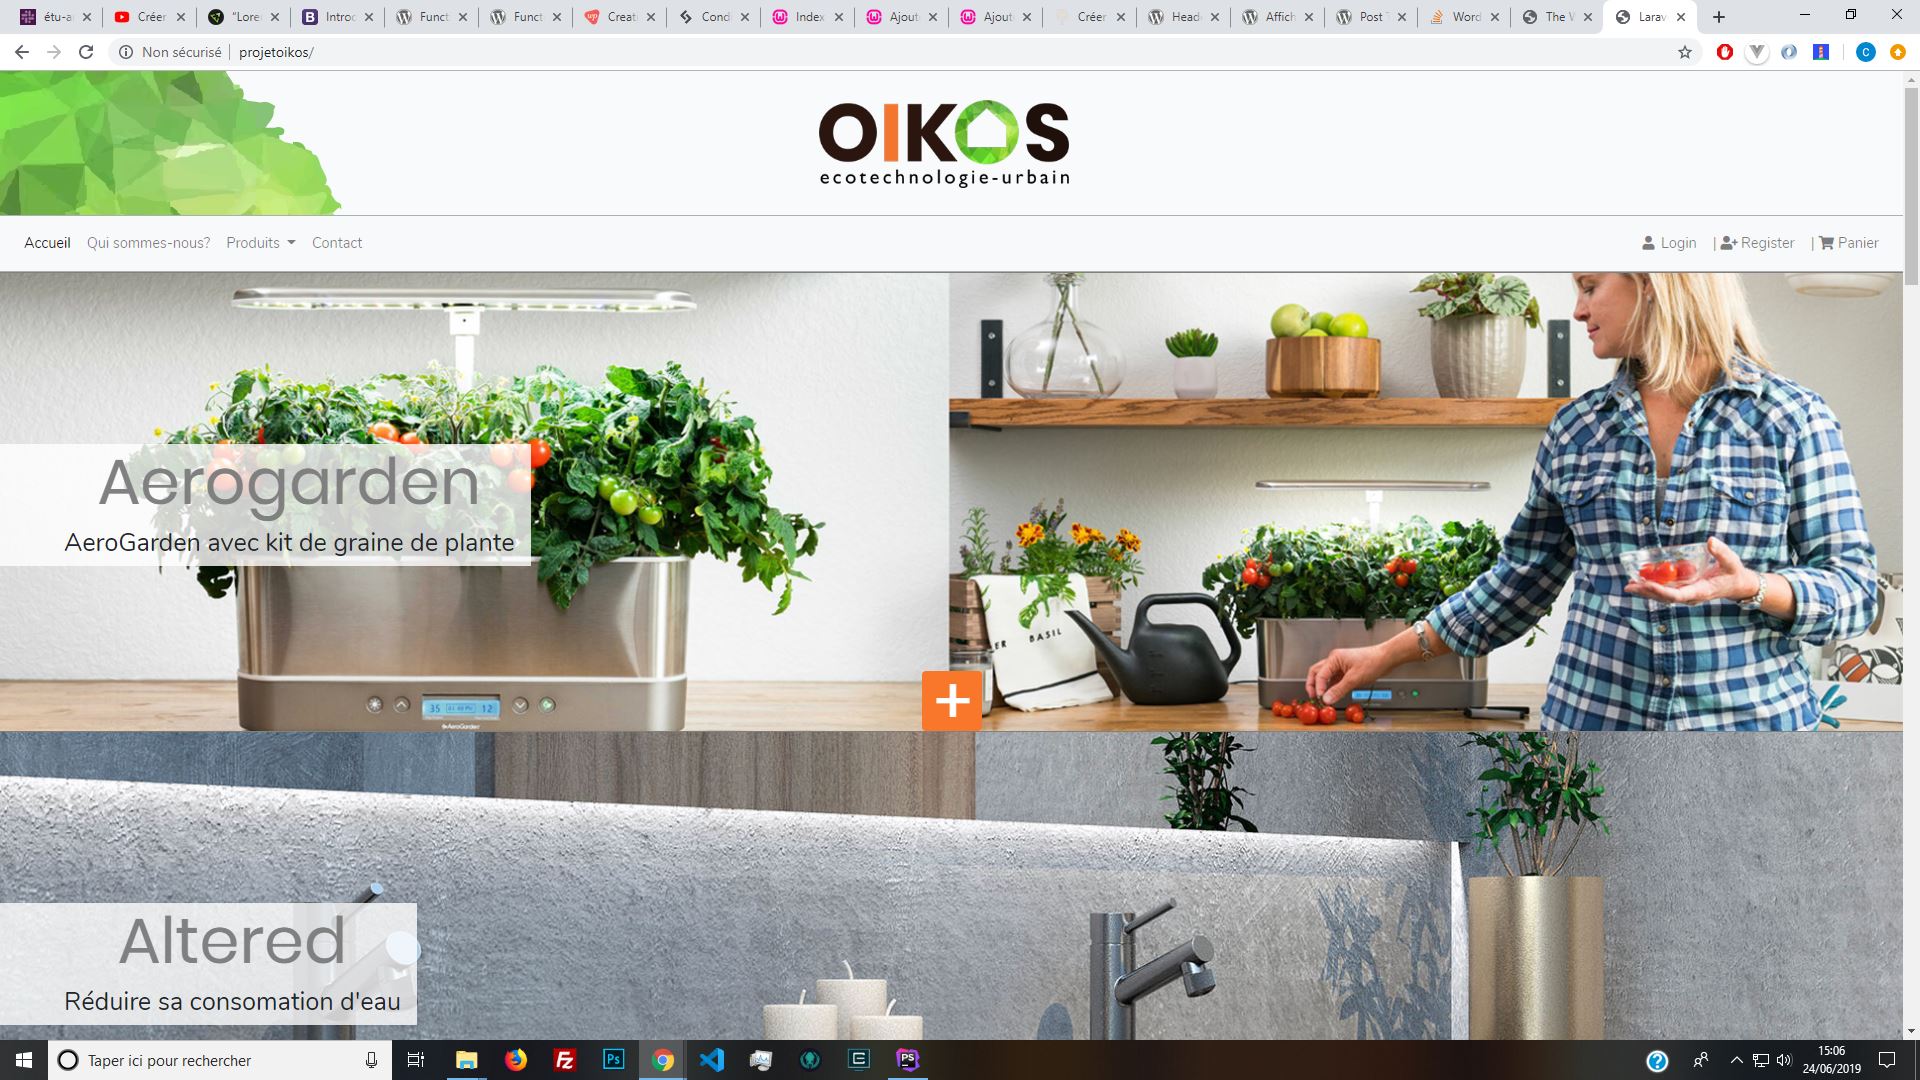 étu-ar
Créer
"Lore
Introc
Funct
Funct
Creat
Condi
Index
Ajout
Ajout
Créer
Head
Affich
Post T
Word
The W
Larav
Non sécurisé | projetoikos/
OIKOS
ecotechnologie-urbain
Accueil Qui sommes-nous? Produits Contact Login | Register | Panier
Aerogarden
AeroGarden avec kit de graine de plante
BASIL
35 12
AeroGarden
Altered
Réduire sa consomation d'eau
Taper ici pour rechercher
15:06
24/06/2019